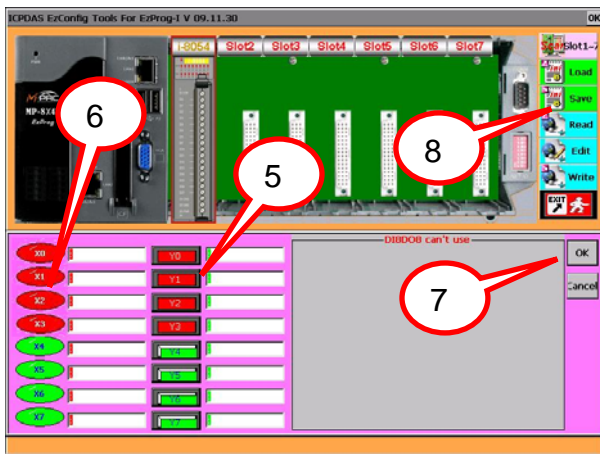 ICPDAS EzConfig Tools For EzProg-I V 09.11.30
OK
I-8054 Slot2 Slot3 Slot4 Slot5 Slot6 Slot7
Scan Slot1~7
Load
Save
Read
Edit
Write
EXIT
MP-8X4
EzProg
6
5
8
DI8DO8 can't use
X0 Y0
X1 Y1
X2 Y2
X3 Y3
X4 Y4
X5 Y5
X6 Y6
X7 Y7
OK
Cancel
7